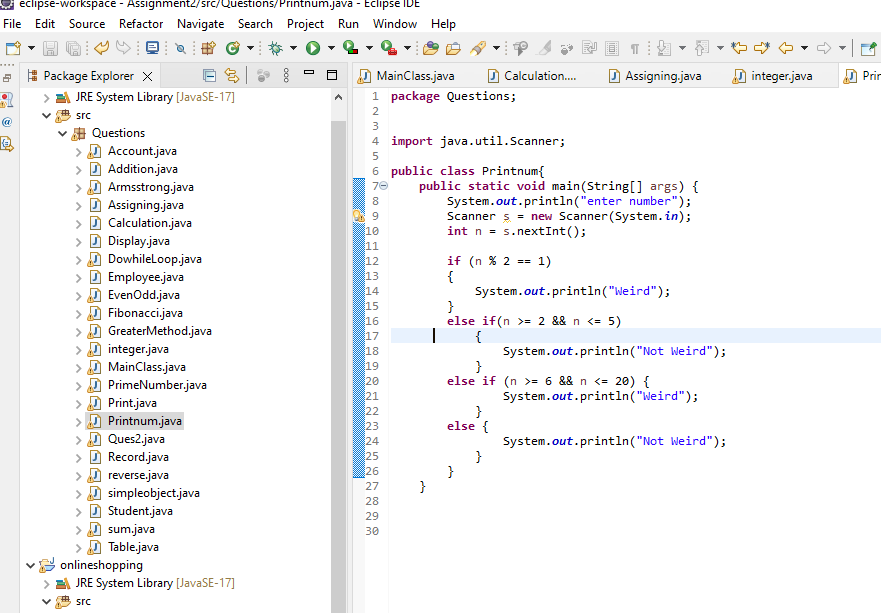 eclipse-workspace - Assignment2/src/Questions/Printnum.java - Eclipse IDE
File Edit Source Refactor Navigate Search Project Run Window Help
Package Explorer
MainClass.java Calculation.... Assigning.java integer.java Prin
JRE System Library [JavaSE-17]
src
Questions
Account.java
Addition.java
Armsstrong.java
Assigning.java
Calculation.java
Display.java
DowhileLoop.java
Employee.java
EvenOdd.java
Fibonacci.java
GreaterMethod.java
integer.java
MainClass.java
PrimeNumber.java
Print.java
Printnum.java
Ques2.java
Record.java
reverse.java
simpleobject.java
Student.java
sum.java
Table.java
onlineshopping
JRE System Library [JavaSE-17]
src
1 package Questions;
2
3
4 import java.util.Scanner;
5
6 public class Printnum{
7 public static void main(String[] args) {
8 System.out.println("enter number");
9 Scanner s = new Scanner(System.in);
10 int n = s.nextInt();
11
12 if (n % 2 == 1)
13 {
14 System.out.println("Weird");
15 }
16 else if(n >= 2 && n <= 5)
17 {
18 System.out.println("Not Weird");
19 }
20 else if (n >= 6 && n <= 20) {
21 System.out.println("Weird");
22 }
23 else {
24 System.out.println("Not Weird");
25 }
26 }
27 }
28
29
30